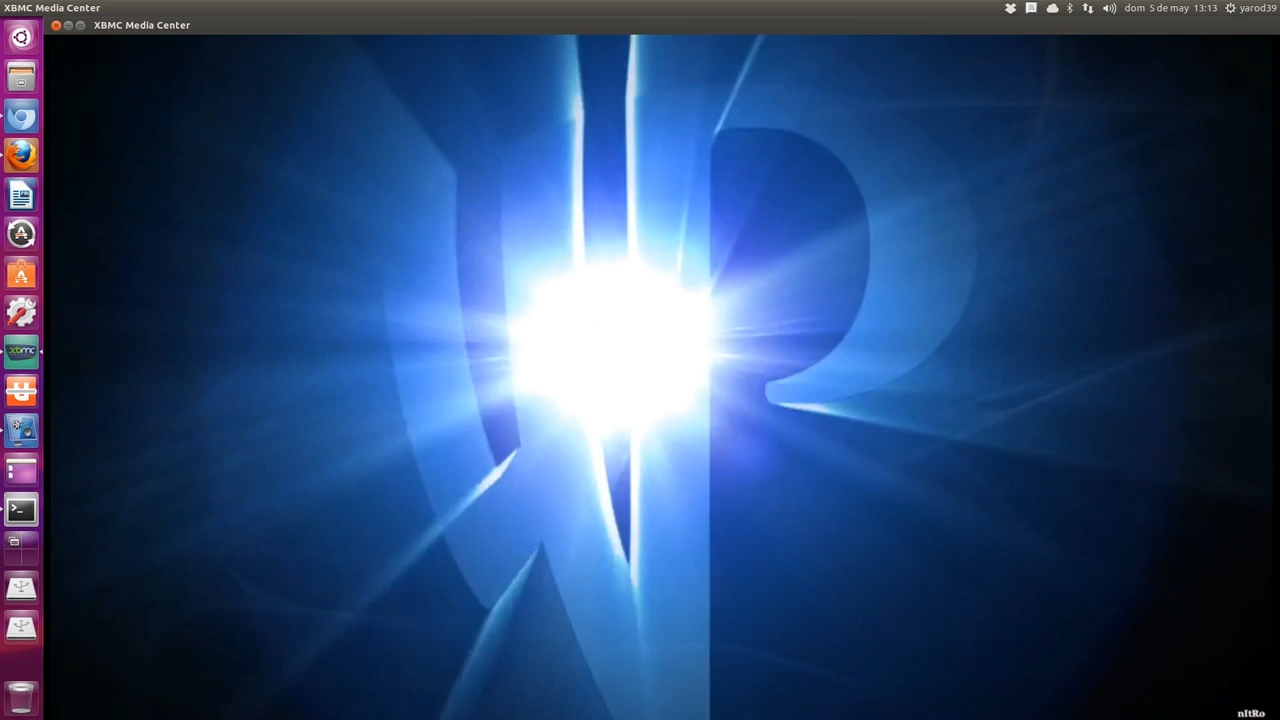 XBMC Media Center
dom 5 de may 13:13
yarod39
XBMC Media Center
xbmc
nItRo